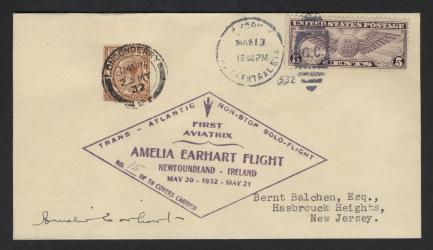 UNITED STATES POSTAGE
5 CENTS 5
MAY 13
12 30 PM
1932
LONDONDERRY
32
TRANS - ATLANTIC NON-STOP SOLO-FLIGHT
FIRST
AVIATRIX
AMELIA EARHART FLIGHT
NEWFOUNDLAND - IRELAND
MAY 20 - 1932 - MAY 21
NO. 15 OF 50 COVERS CARRIED
Bernt Balchen, Esq.,
Hasbrouck Heights,
New Jersey.
Amelia Earhart